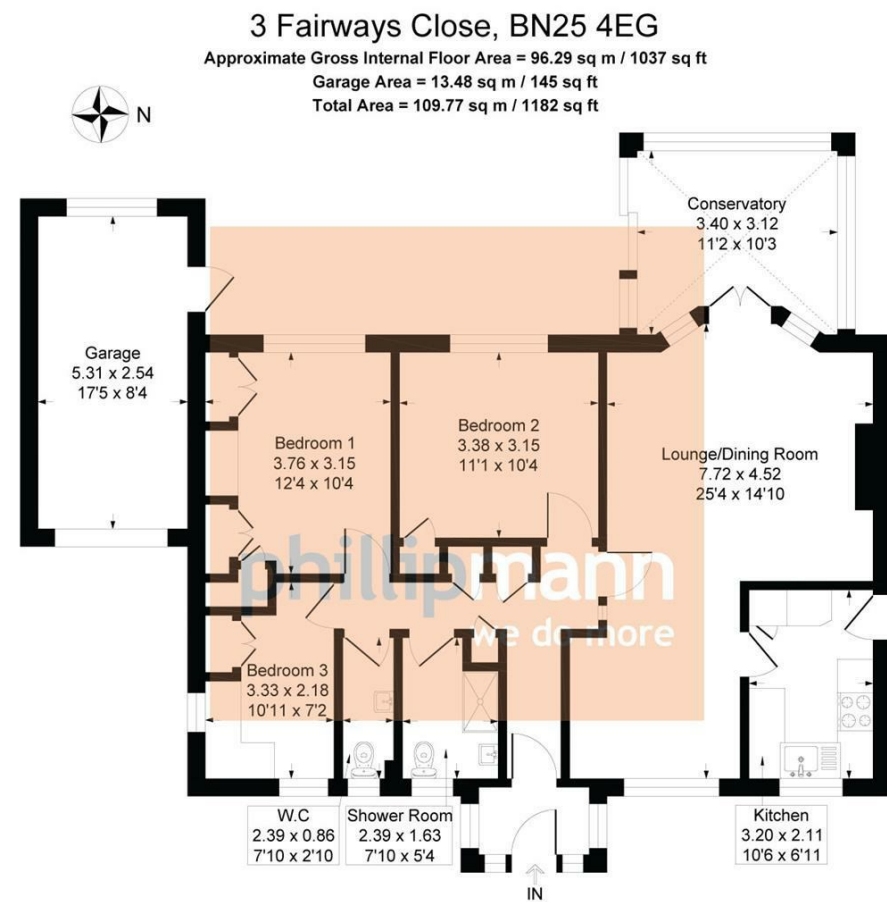 3 Fairways Close, BN25 4EG
Approximate Gross Internal Floor Area = 96.29 sq m / 1037 sq ft
Garage Area = 13.48 sq m / 145 sq ft
Total Area = 109.77 sq m / 1182 sq ft
N
Conservatory
3.40 x 3.12
11'2 x 10'3
Garage
5.31 x 2.54
17'5 x 8'4
Bedroom 1
3.76 x 3.15
12'4 x 10'4
Bedroom 2
3.38 x 3.15
11'1 x 10'4
Lounge/Dining Room
7.72 x 4.52
25'4 x 14'10
phillipmann
we do more
Bedroom 3
3.33 x 2.18
10'11 x 7'2
W.C
2.39 x 0.86
7'10 x 2'10
Shower Room
2.39 x 1.63
7'10 x 5'4
Kitchen
3.20 x 2.11
10'6 x 6'11
IN